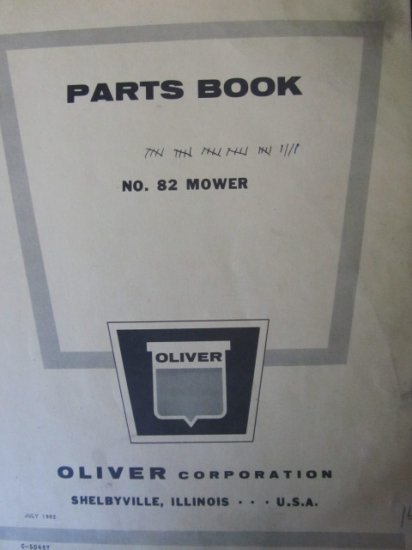 PARTS BOOK
NO. 82 MOWER
OLIVER
OLIVER CORPORATION
SHELBYVILLE, ILLINOIS · · · U.S.A.
JULY 1962